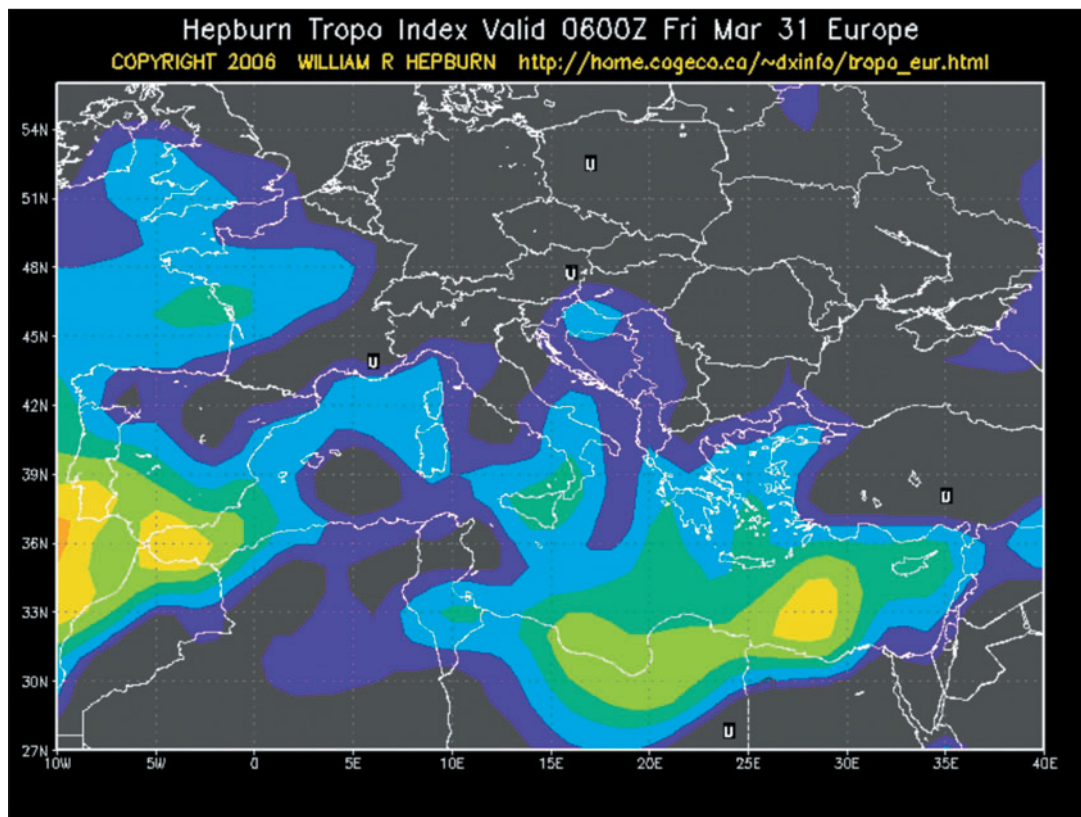 Hepburn Tropo Index Valid 0600Z Fri Mar 31 Europe
COPYRIGHT 2006 WILLIAM R HEPBURN http://home.cogeco.ca/~dxinfo/tropo_eur.html
54N
U
51N
48N
U
45N
U
42N
39N
U
36N
33N
30N
U
27N
10W 5W 0 5E 10E 15E 20E 25E 30E 35E 40E